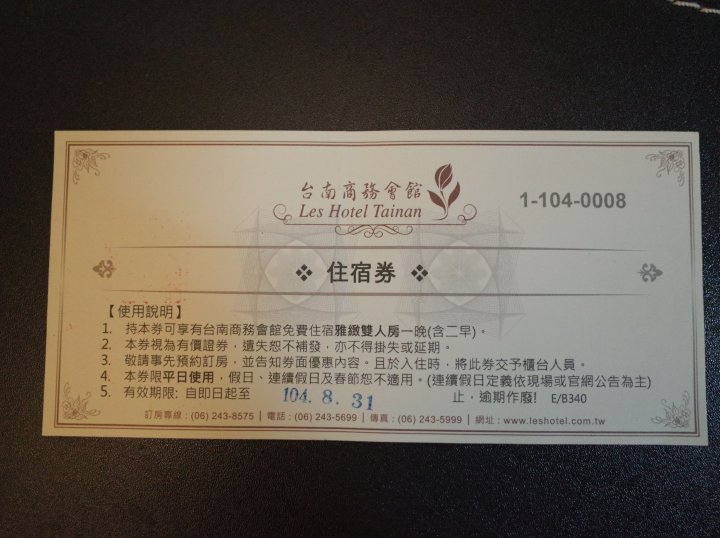 台南商務會館
Les Hotel Tainan
1-104-0008
❖ 住宿券 ❖
【使用說明】
1. 持本券可享有台南商務會館免費住宿雅緻雙人房一晚(含二早)。
2. 本券視為有價證券，遺失恕不補發，亦不得掛失或延期。
3. 敬請事先預約訂房，並告知券面優惠內容。且於入住時，將此券交予櫃台人員。
4. 本券限平日使用，假日、連續假日及春節恕不適用。(連續假日定義依現場或官網公告為主)
5. 有效期限: 自即日起至 104. 8. 31 止，逾期作廢! E/B340
訂房專線：(06) 243-8575｜電話：(06) 243-5699｜傳真：(06) 243-5999｜網址：www.leshotel.com.tw